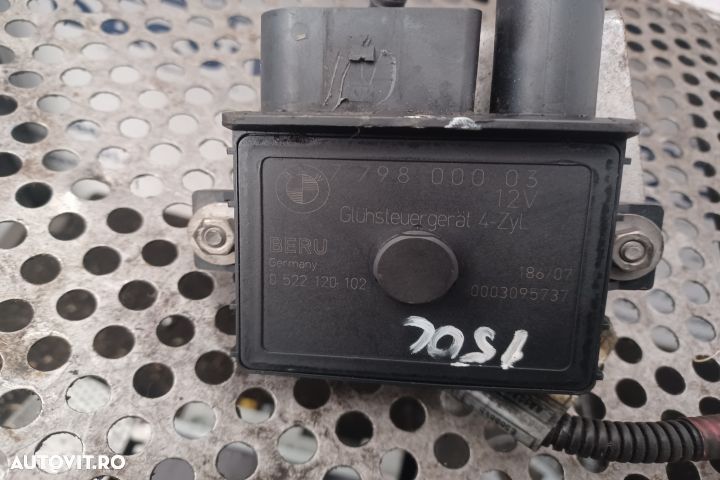 7 798 000 03
12V
Glühsteuergerät 4-Zyl.
BERU
Germany
0 522 120 102
186/07
0003095737
AUTOVIT.RO